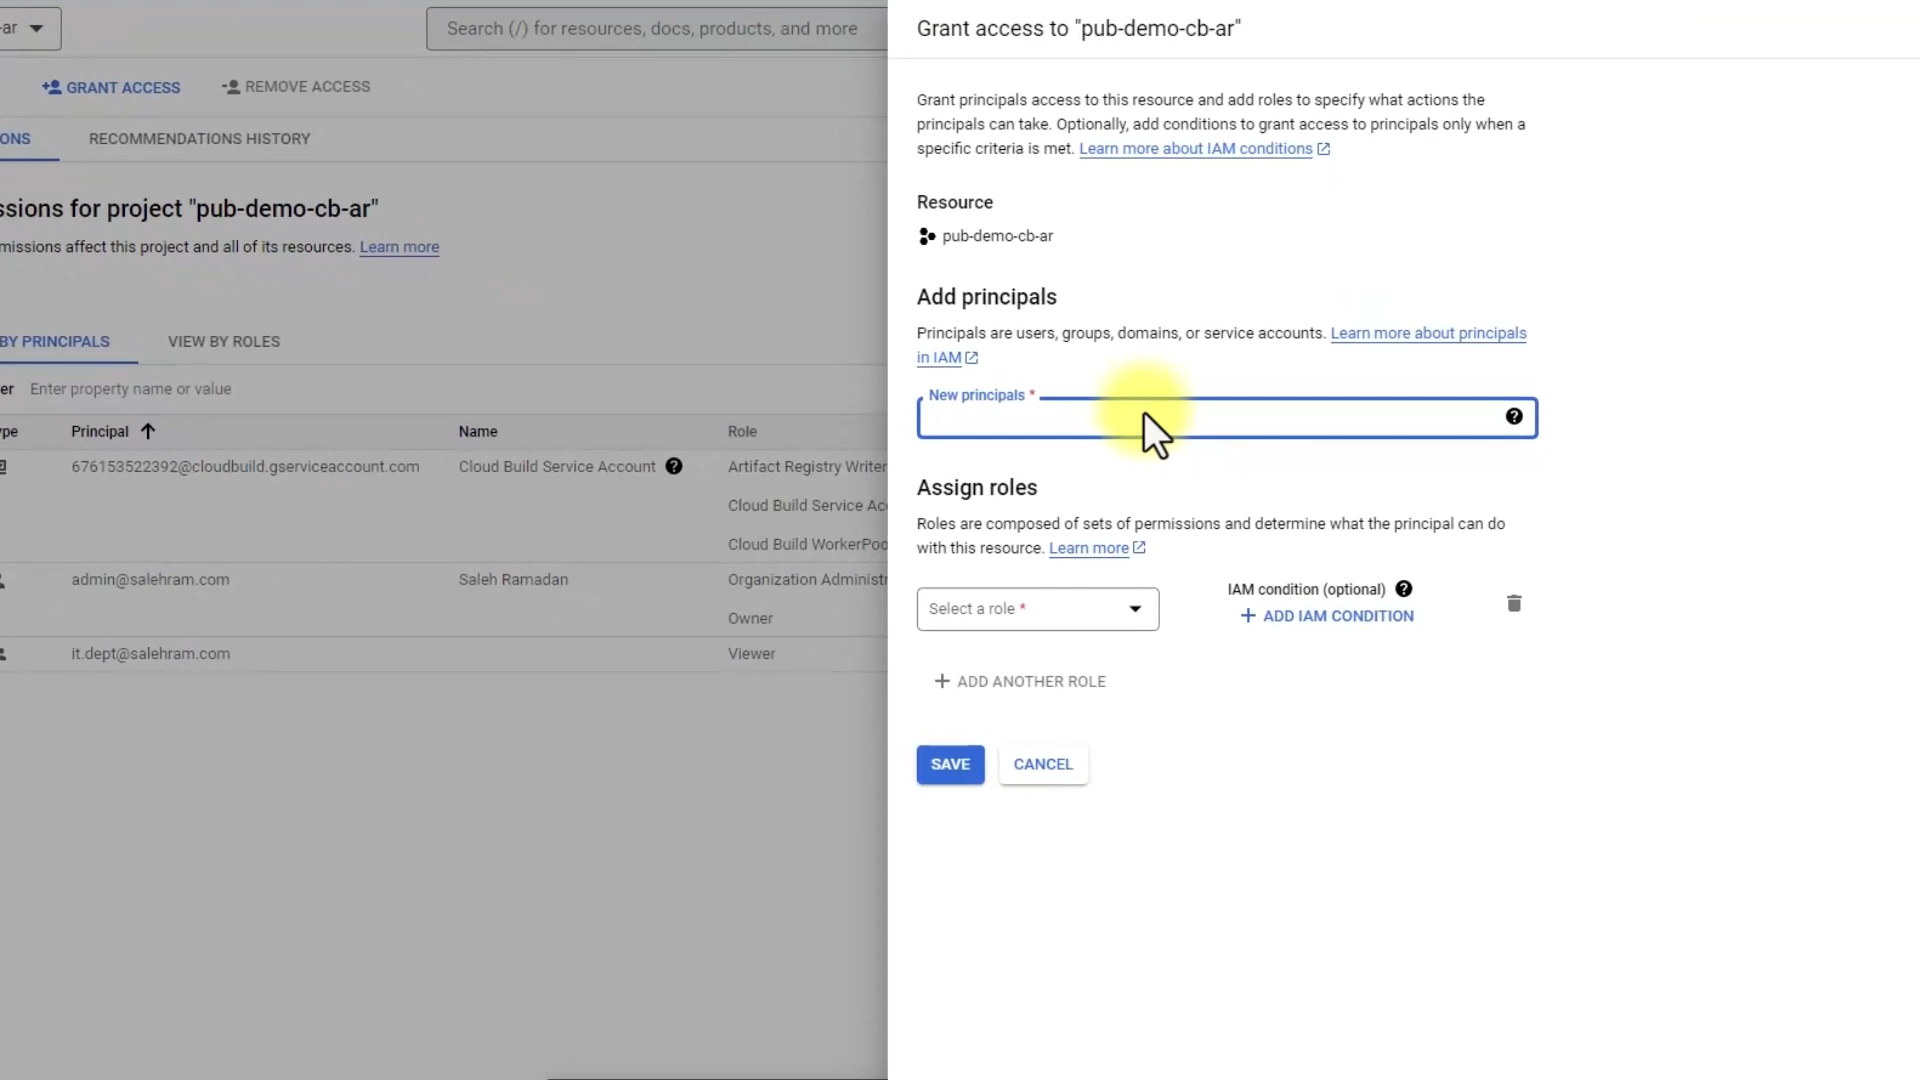 -ar
Search (/) for resources, docs, products, and more
GRANT ACCESS
REMOVE ACCESS
ONS
RECOMMENDATIONS HISTORY
ssions for project "pub-demo-cb-ar"
missions affect this project and all of its resources. Learn more
BY PRINCIPALS
VIEW BY ROLES
er Enter property name or value
ype Principal Name Role
676153522392@cloudbuild.gserviceaccount.com Cloud Build Service Account Artifact Registry Writer
Cloud Build Service Acc
Cloud Build WorkerPoo
admin@salehram.com Saleh Ramadan Organization Administr
Owner
it.dept@salehram.com Viewer
Grant access to "pub-demo-cb-ar"
Grant principals access to this resource and add roles to specify what actions the
principals can take. Optionally, add conditions to grant access to principals only when a
specific criteria is met. Learn more about IAM conditions
Resource
pub-demo-cb-ar
Add principals
Principals are users, groups, domains, or service accounts. Learn more about principals
in IAM
New principals *
Assign roles
Roles are composed of sets of permissions and determine what the principal can do
with this resource. Learn more
Select a role *
IAM condition (optional)
+ ADD IAM CONDITION
+ ADD ANOTHER ROLE
SAVE
CANCEL